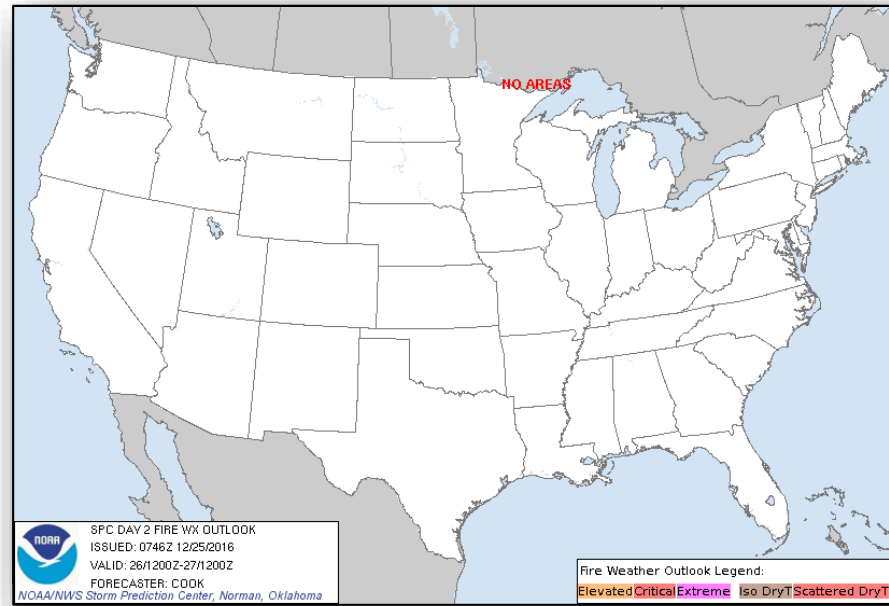 NO AREAS
NOAA
SPC DAY 2 FIRE WX OUTLOOK
ISSUED: 0746Z 12/25/2016
VALID: 26/1200Z-27/1200Z
FORECASTER: COOK
NOAA/NWS Storm Prediction Center, Norman, Oklahoma
Fire Weather Outlook Legend:
Elevated Critical Extreme Iso DryT Scattered DryT